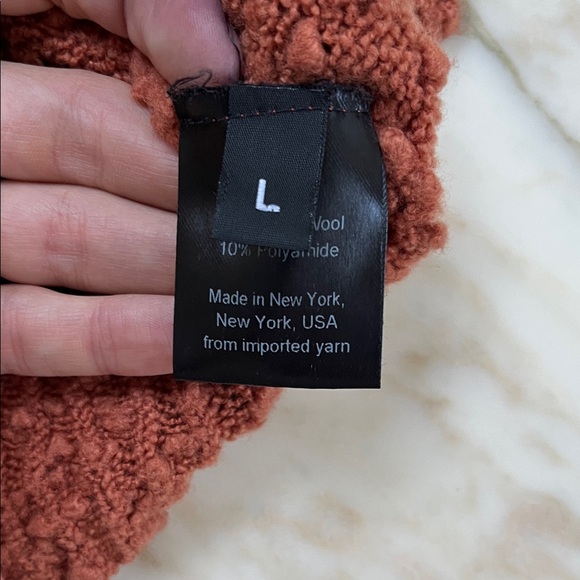 L
Wool
10% Polyamide
Made in New York,
New York, USA
from imported yarn